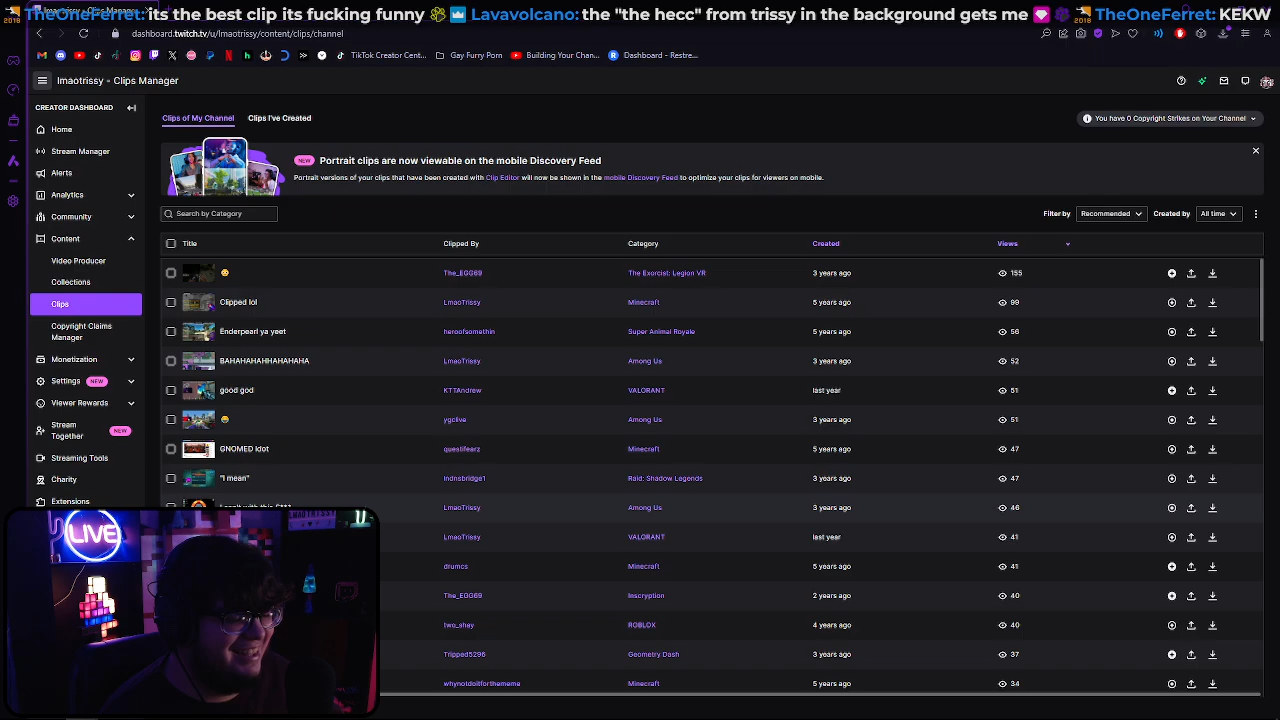 TheOneFerret: its the best clip its fucking funny Lavavolcano: the "the hecc" from trissy in the background gets me TheOneFerret: KEKW
dashboard.twitch.tv/u/lmaotrissy/content/clips/channel
TikTok Creator Cent... Gay Furry Porn Building Your Chan... Dashboard - Restre...
lmaotrissy - Clips Manager
CREATOR DASHBOARD
Home
Stream Manager
Alerts
Analytics
Community
Content
Video Producer
Collections
Clips
Copyright Claims
Manager
Monetization
Settings NEW
Viewer Rewards
Stream
Together NEW
Streaming Tools
Charity
Extensions
Clips of My Channel Clips I've Created
You have 0 Copyright Strikes on Your Channel
NEW Portrait clips are now viewable on the mobile Discovery Feed
Portrait versions of your clips that have been created with Clip Editor will now be shown in the mobile Discovery Feed to optimize your clips for viewers on mobile.
Search by Category Filter by Recommended Created by All time
Title Clipped By Category Created Views
The_EGG69 The Exorcist: Legion VR 3 years ago 155
Clipped lol LmaoTrissy Minecraft 5 years ago 99
Enderpearl ya yeet heroofsomethin Super Animal Royale 5 years ago 56
BAHAHAHAHHAHAHAHA LmaoTrissy Among Us 3 years ago 52
good god KTTAndrew VALORANT last year 51
ygclive Among Us 3 years ago 51
GNOMED Idot questifearz Minecraft 5 years ago 47
"I mean" lndnsbridge1 Raid: Shadow Legends 3 years ago 47
LmaoTrissy Among Us 3 years ago 46
LmaoTrissy VALORANT last year 41
drumcs Minecraft 5 years ago 41
The_EGG69 Inscryption 2 years ago 40
two_shay ROBLOX 4 years ago 40
Tripped5296 Geometry Dash 3 years ago 37
whynotdoitforthememe Minecraft 5 years ago 34
LIVE